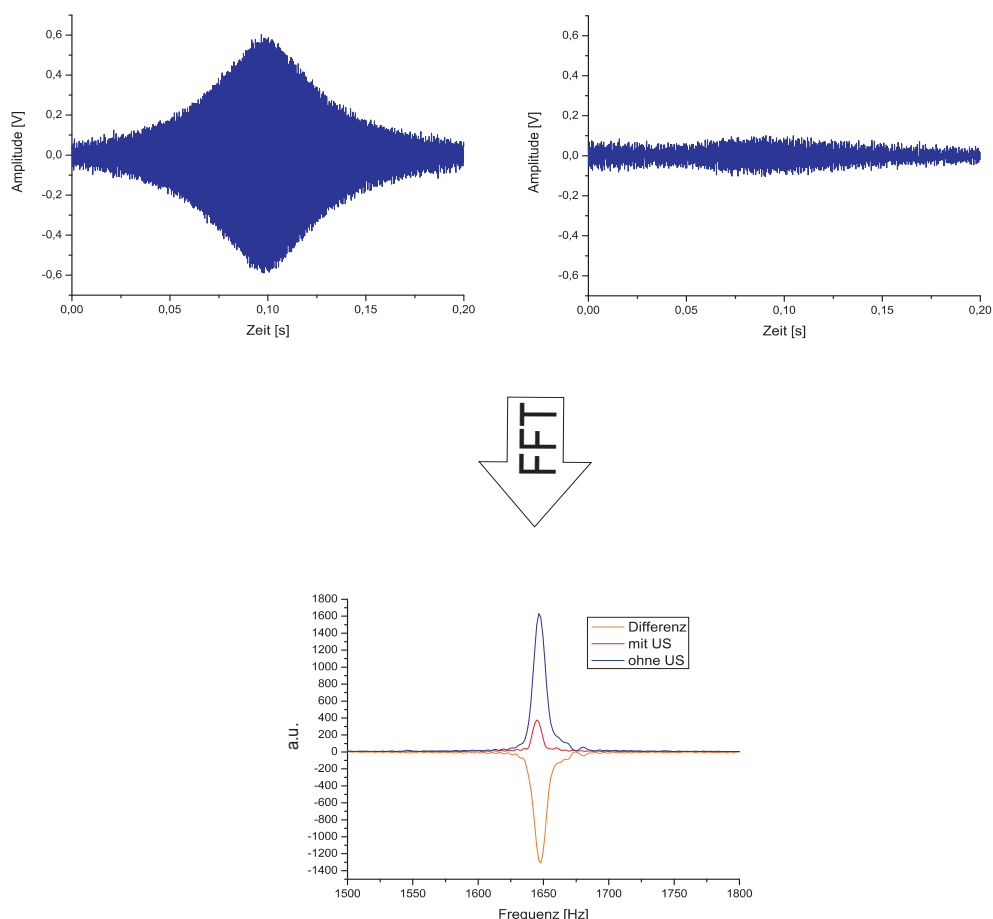 0,6
0,4
0,2
0,0
-0,2
-0,4
-0,6
Amplitude [V]
0,00 0,05 0,10 0,15 0,20
Zeit [s]
0,6
0,4
0,2
0,0
-0,2
-0,4
-0,6
Amplitude [V]
0,00 0,05 0,10 0,15 0,20
Zeit [s]
FFT
1800
1600
1400
1200
1000
800
600
400
200
0
-200
-400
-600
-800
-1000
-1200
-1400
a.u.
Differenz
mit US
ohne US
1500 1550 1600 1650 1700 1750 1800
Frequenz [Hz]